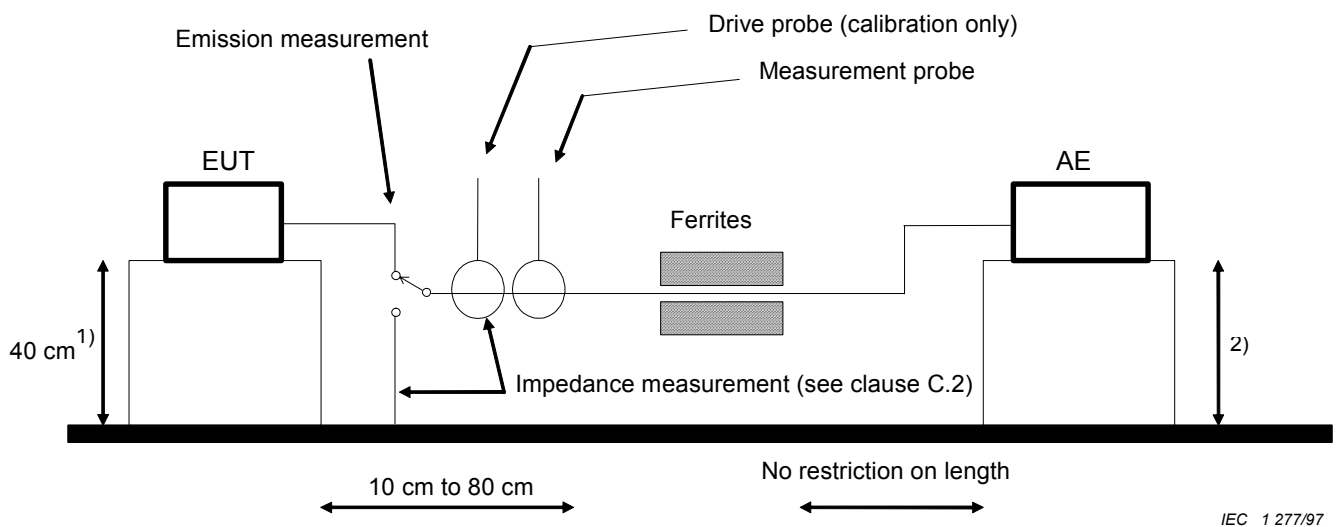 Emission measurement
Drive probe (calibration only)
Measurement probe
EUT
AE
Ferrites
40 cm1)
2)
Impedance measurement (see clause C.2)
No restriction on length
10 cm to 80 cm
IEC 1 277/97